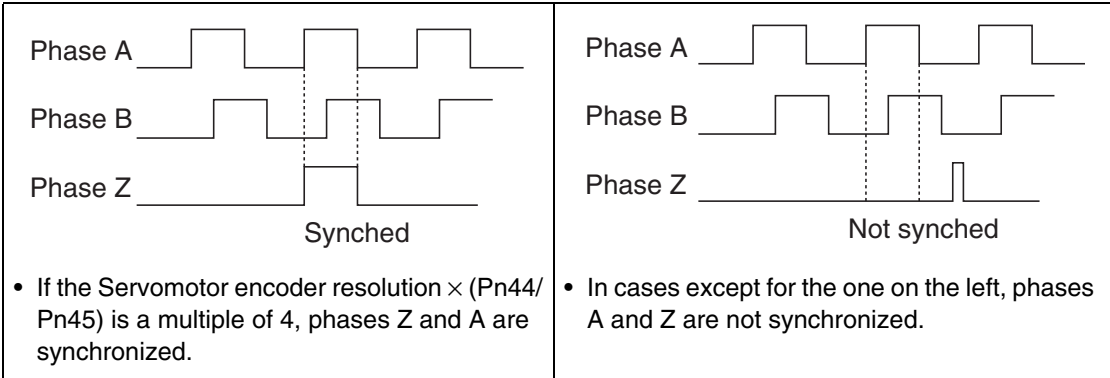 Phase A
Phase B
Phase Z
Synched
• If the Servomotor encoder resolution × (Pn44/
Pn45) is a multiple of 4, phases Z and A are
synchronized.
Phase A
Phase B
Phase Z
Not synched
• In cases except for the one on the left, phases
A and Z are not synchronized.